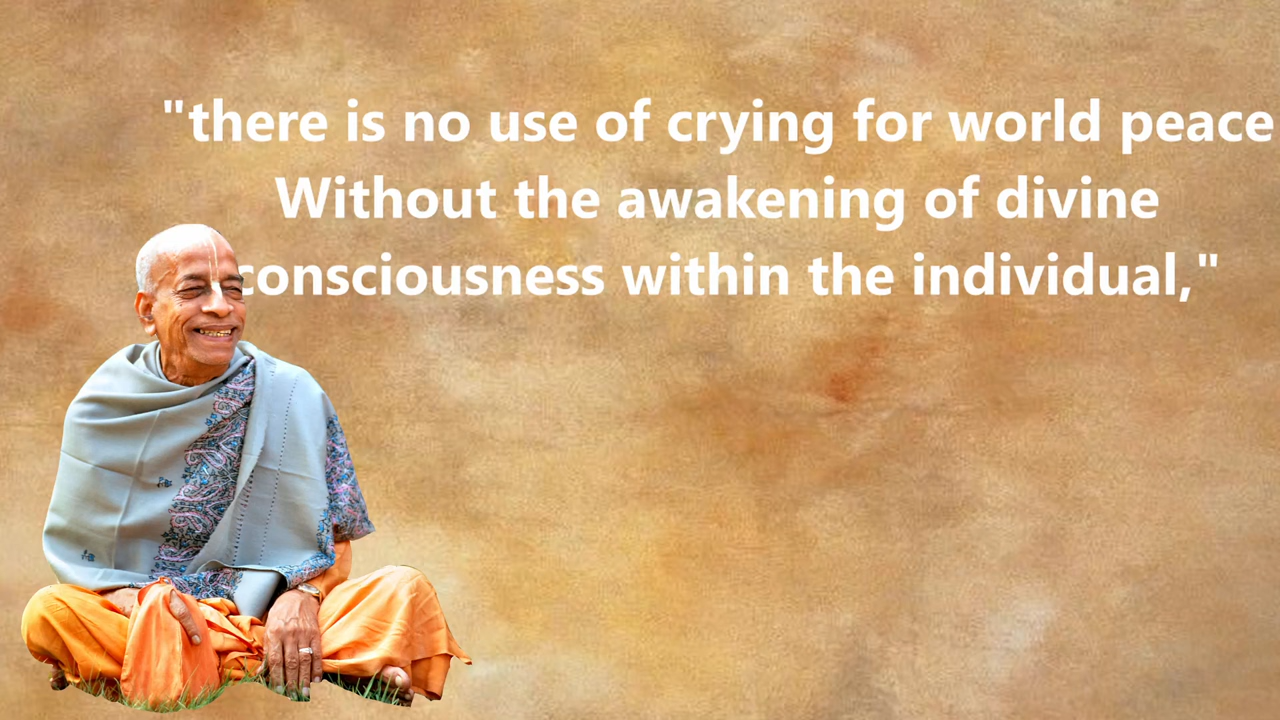 "there is no use of crying for world peace
Without the awakening of divine
consciousness within the individual,"